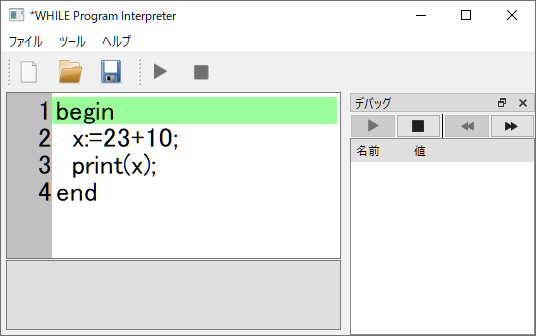 *WHILE Program Interpreter
ファイル ツール ヘルプ
1 begin
2 x:=23+10;
3 print(x);
4 end
デバッグ
名前 値